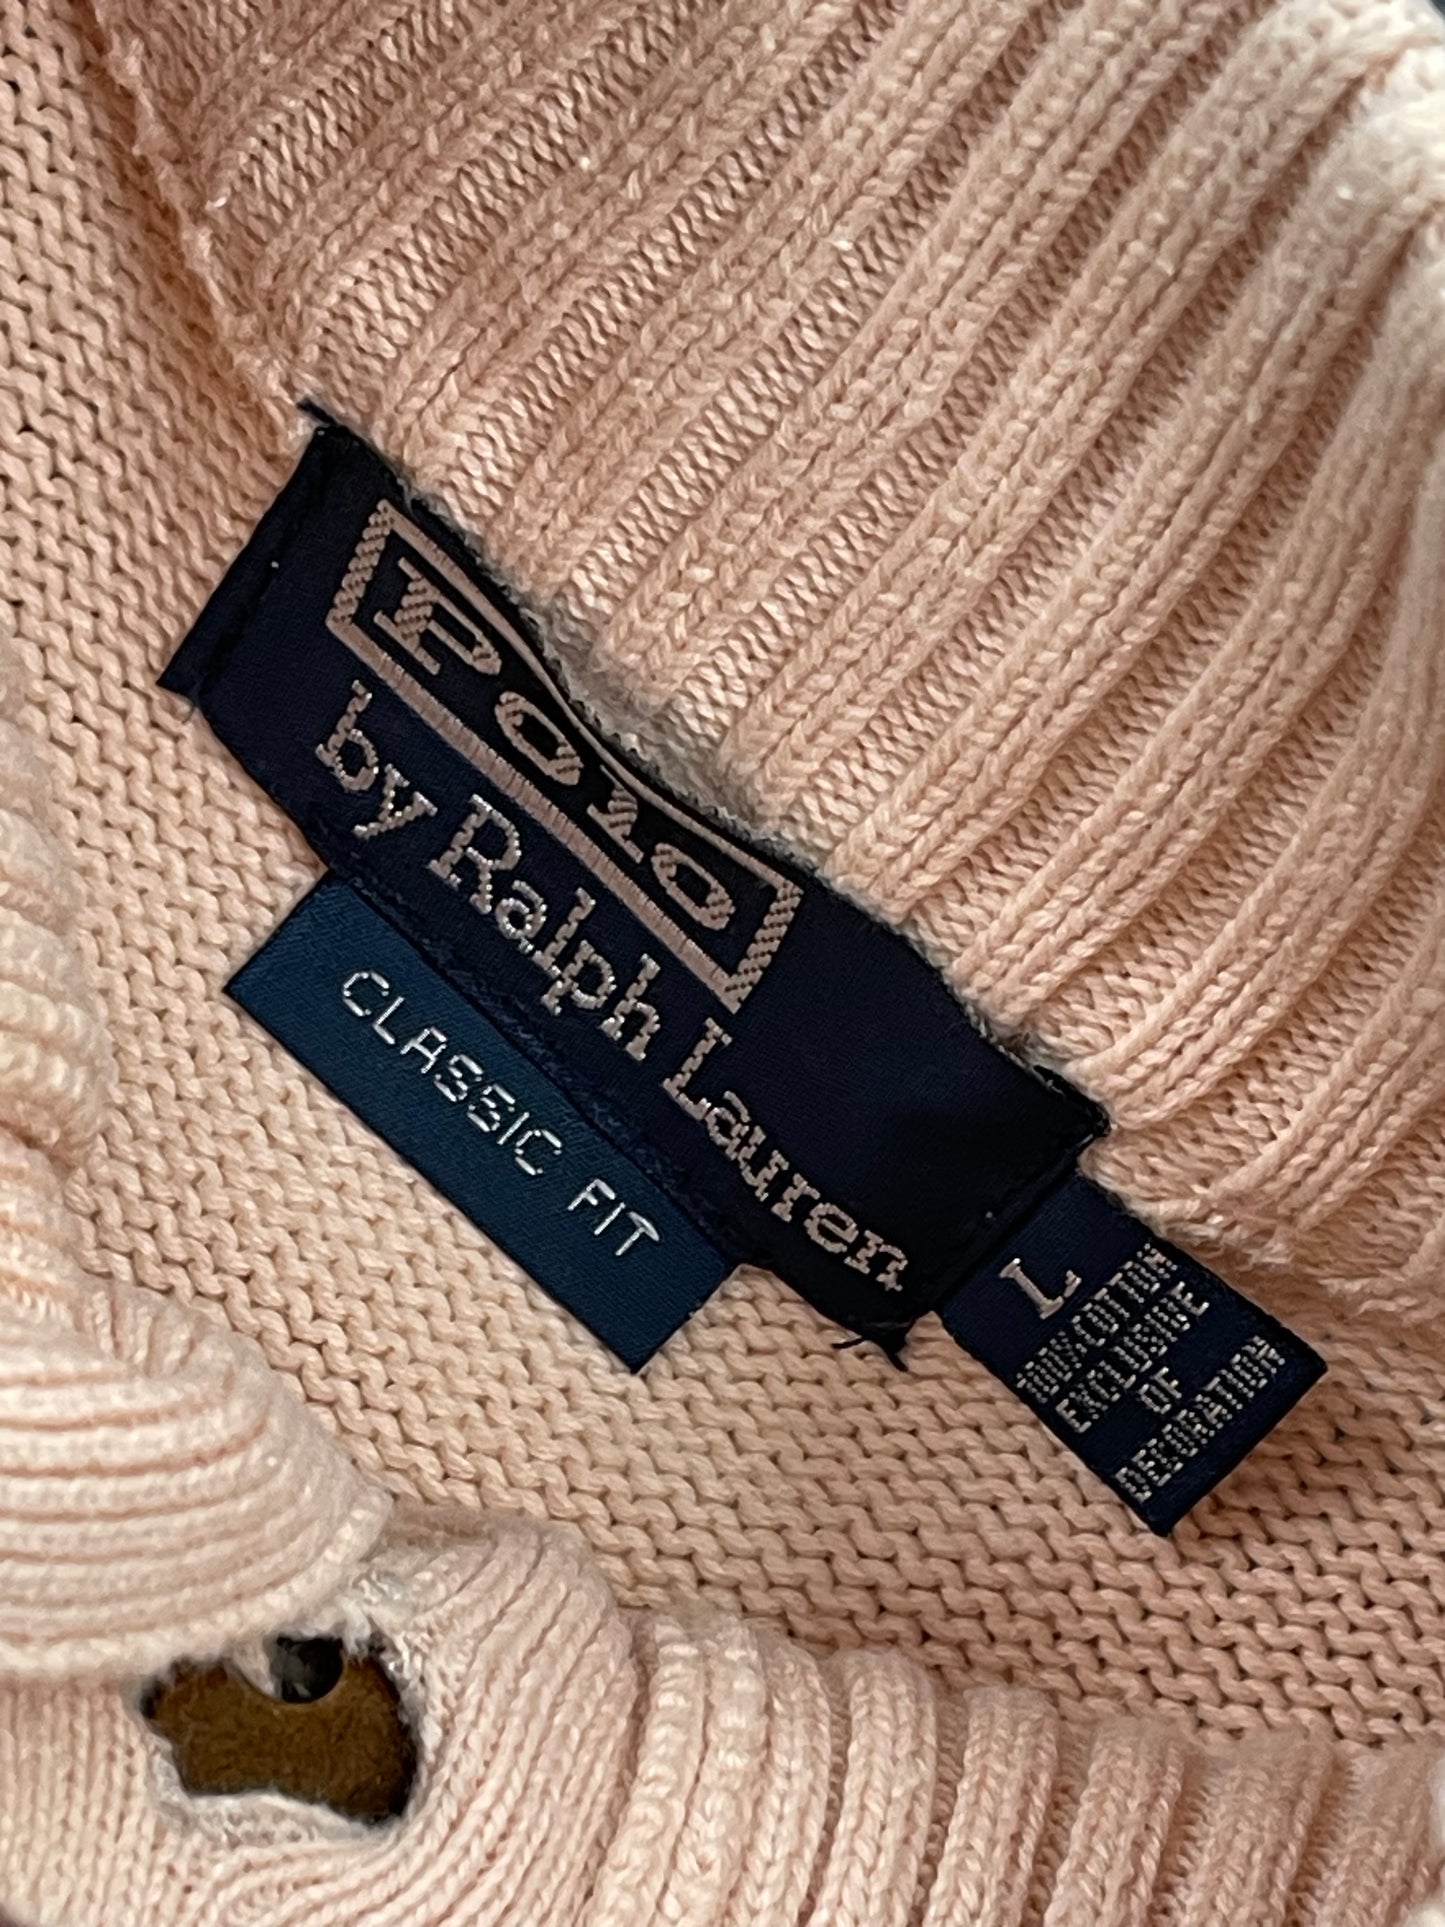 POLO
by Ralph Lauren
CLASSIC FIT
L
100% COTTON
EXCLUSIVE
OF
DECORATION